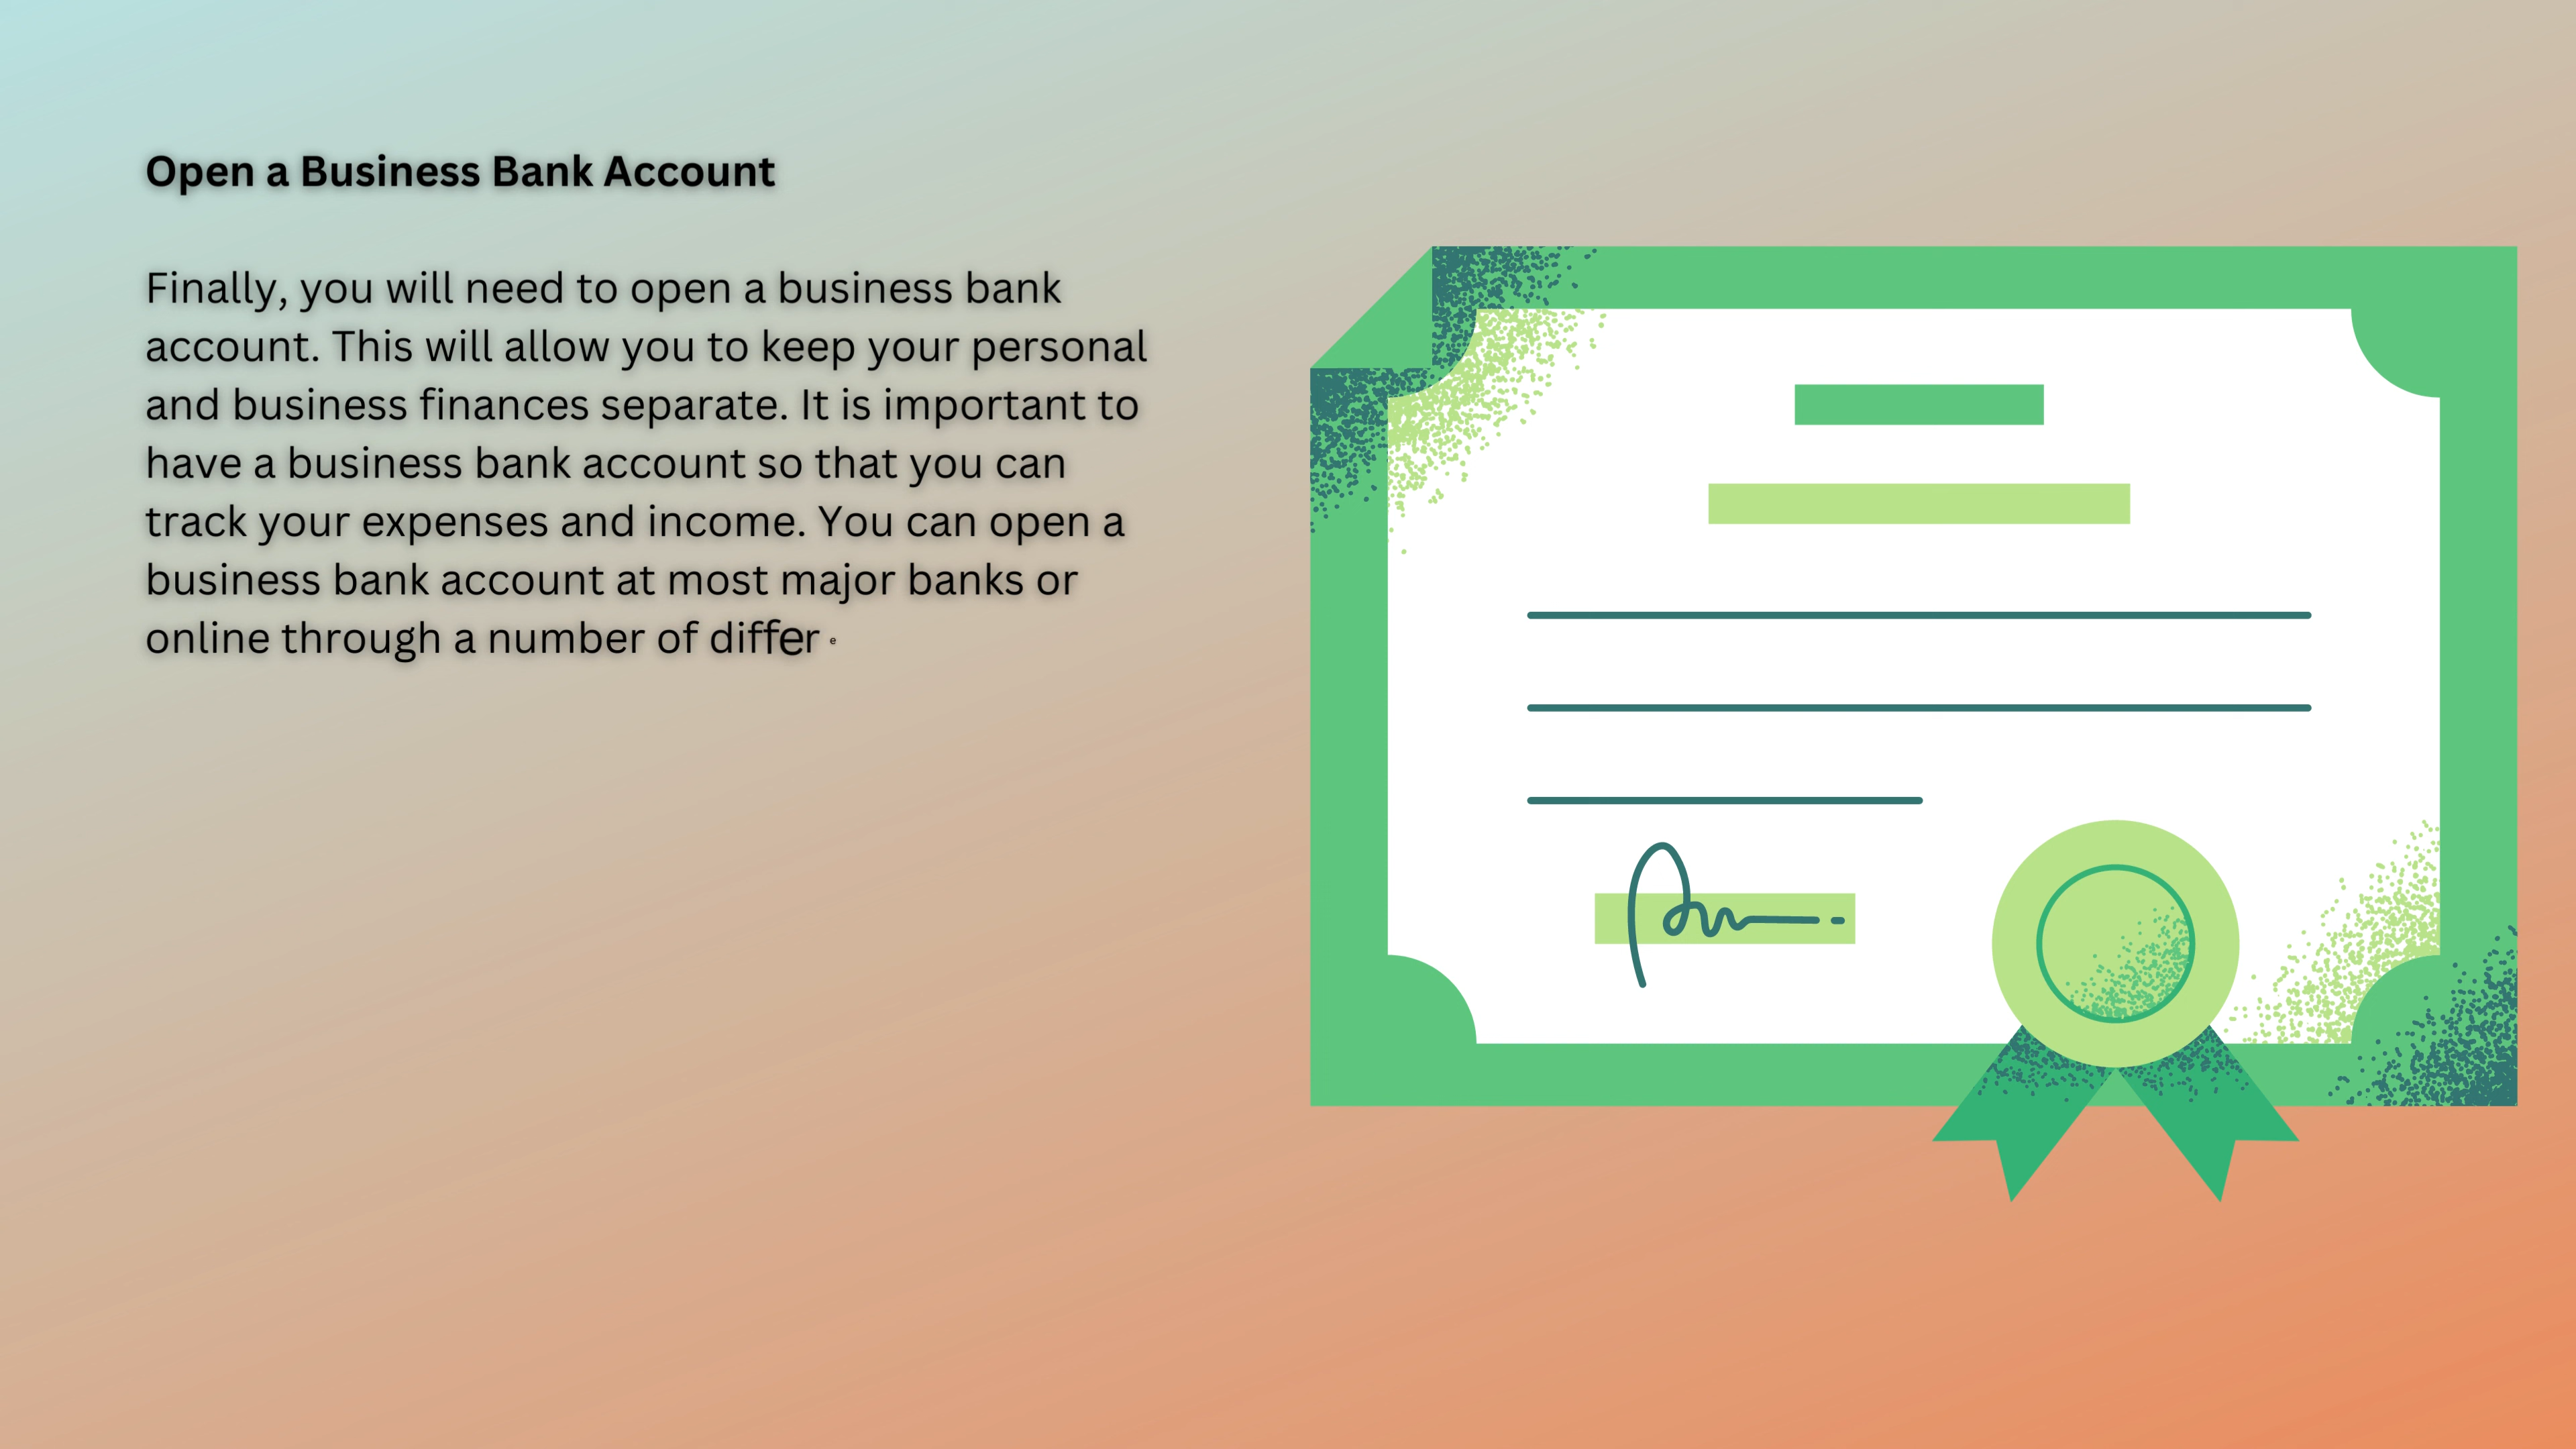 Open a Business Bank Account
Finally, you will need to open a business bank
account. This will allow you to keep your personal
and business finances separate. It is important to
have a business bank account so that you can
track your expenses and income. You can open a
business bank account at most major banks or
online through a number of differe